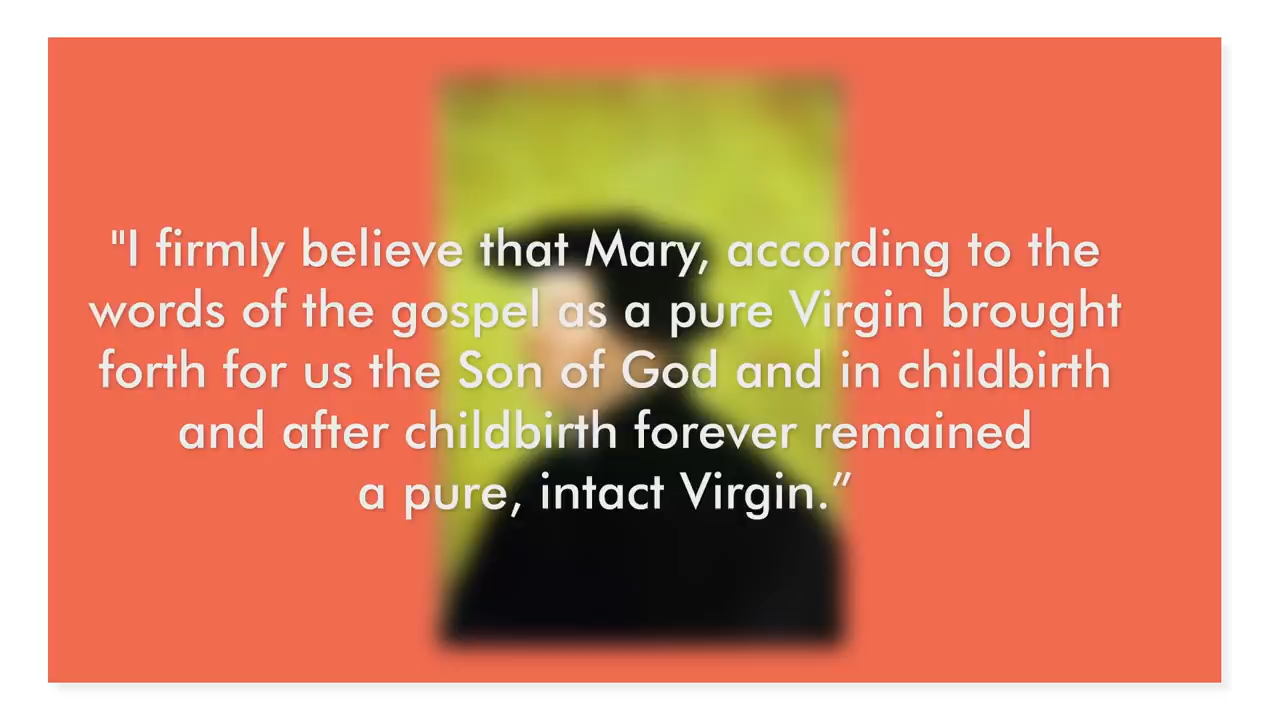 "I firmly believe that Mary, according to the
words of the gospel as a pure Virgin brought
forth for us the Son of God and in childbirth
and after childbirth forever remained
a pure, intact Virgin.”